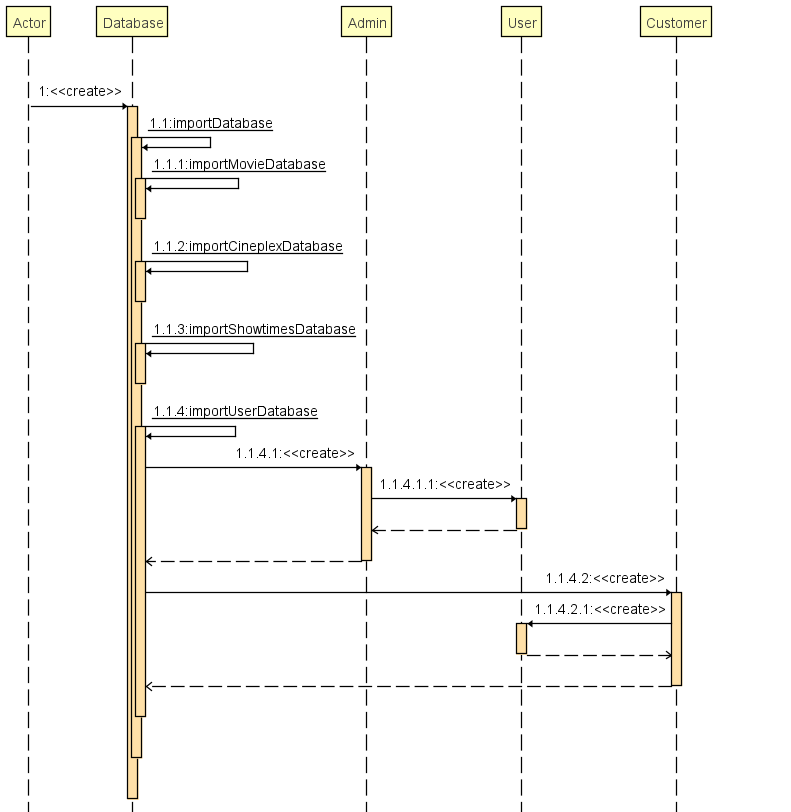 Actor Database Admin User Customer
1:<<create>>
1.1:importDatabase
1.1.1:importMovieDatabase
1.1.2:importCineplexDatabase
1.1.3:importShowtimesDatabase
1.1.4:importUserDatabase
1.1.4.1:<<create>>
1.1.4.1.1:<<create>>
1.1.4.2:<<create>>
1.1.4.2.1:<<create>>